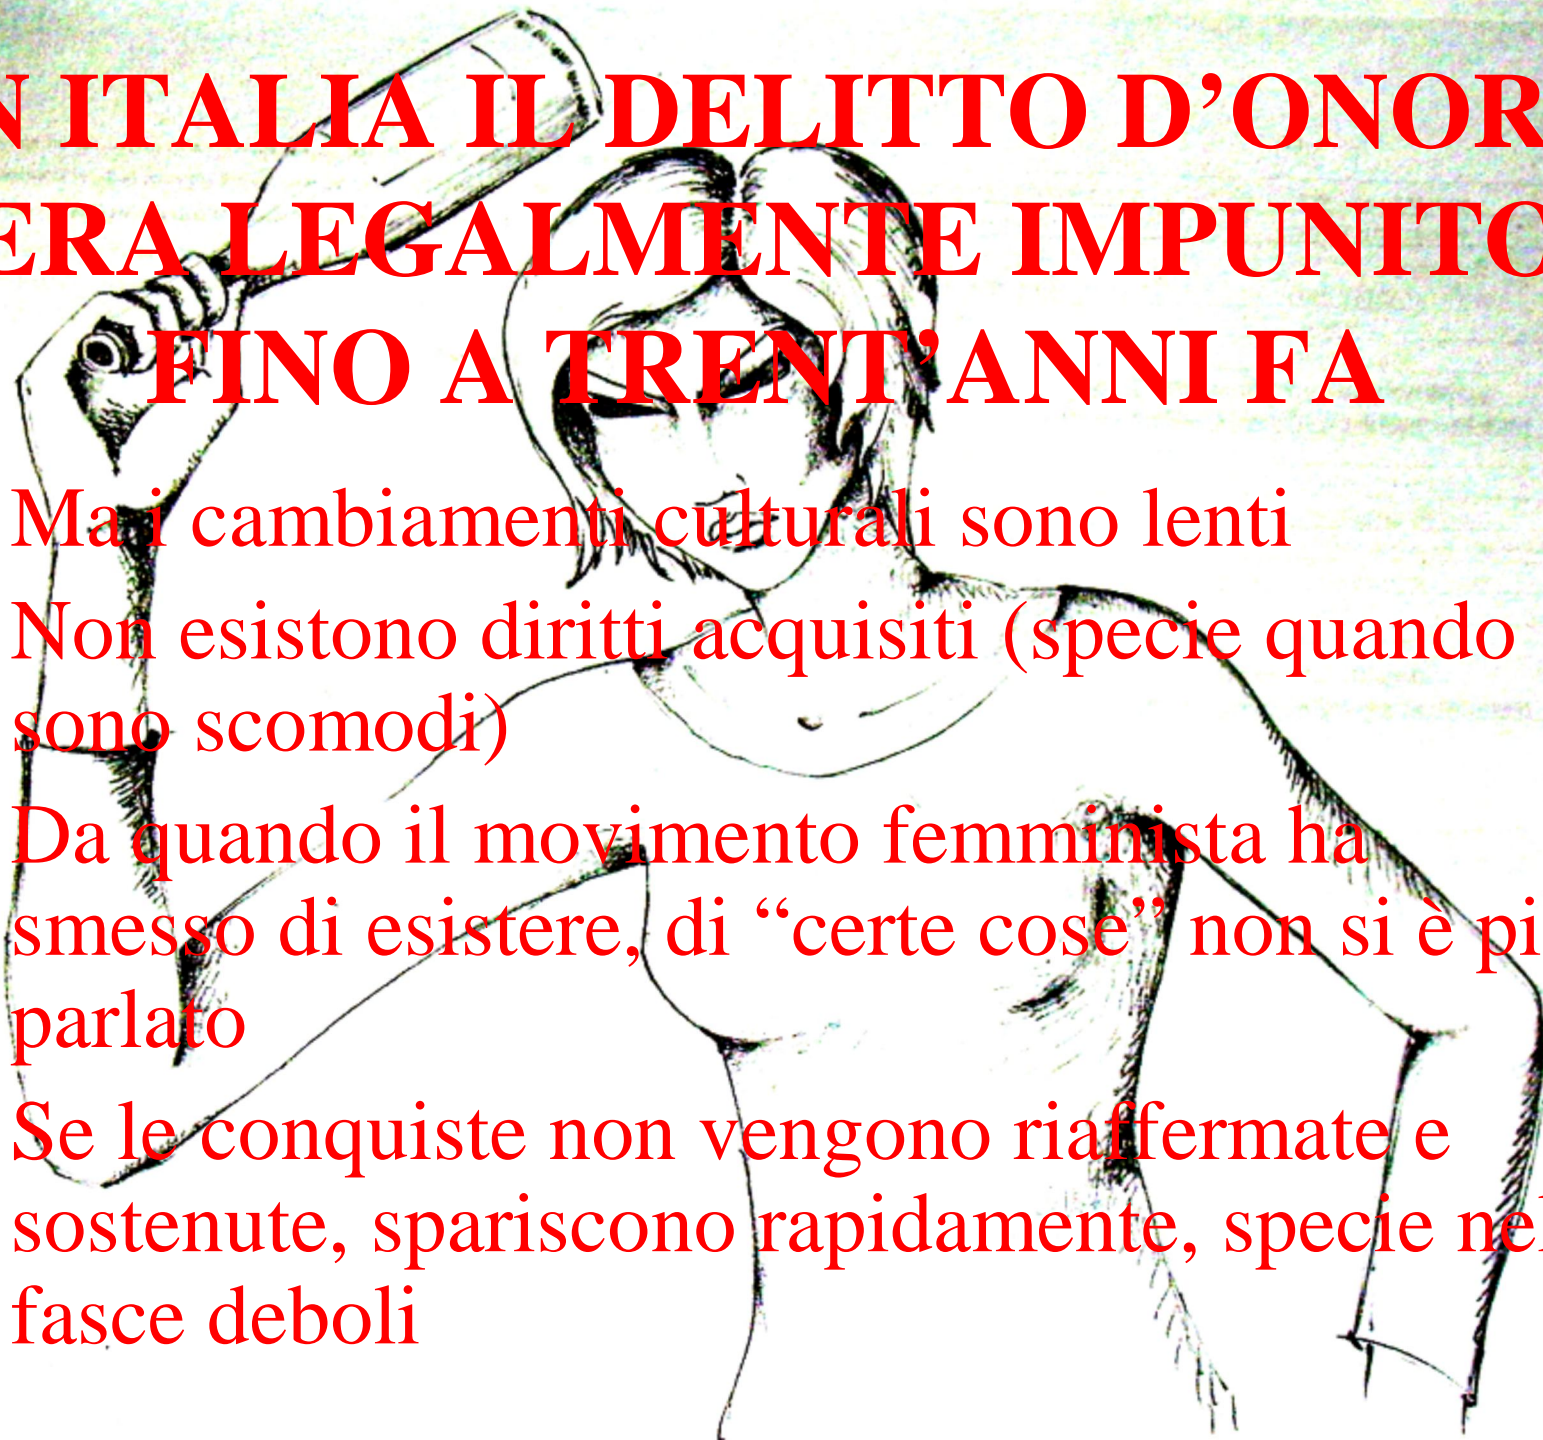 N ITALIA IL DELITTO D’ONOR
ERA LEGALMENTE IMPUNITO
FINO A TRENT’ANNI FA
Ma i cambiamenti culturali sono lenti
Non esistono diritti acquisiti (specie quando
sono scomodi)
Da quando il movimento femminista ha
smesso di esistere, di “certe cose” non si è pi
parlato
Se le conquiste non vengono riaffermate e
sostenute, spariscono rapidamente, specie nel
fasce deboli